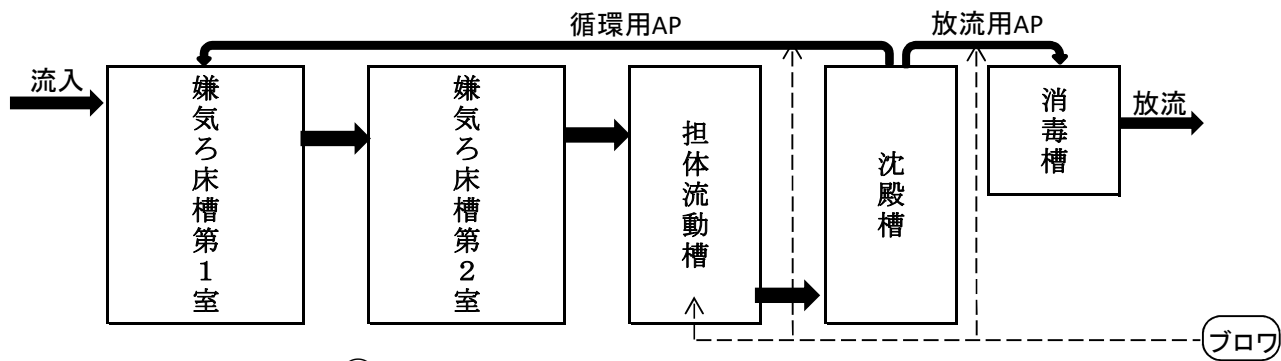 循環用AP
放流用AP
流入
嫌気ろ床槽第1室
嫌気ろ床槽第2室
担体流動槽
沈殿槽
消毒槽
放流
ブロワ